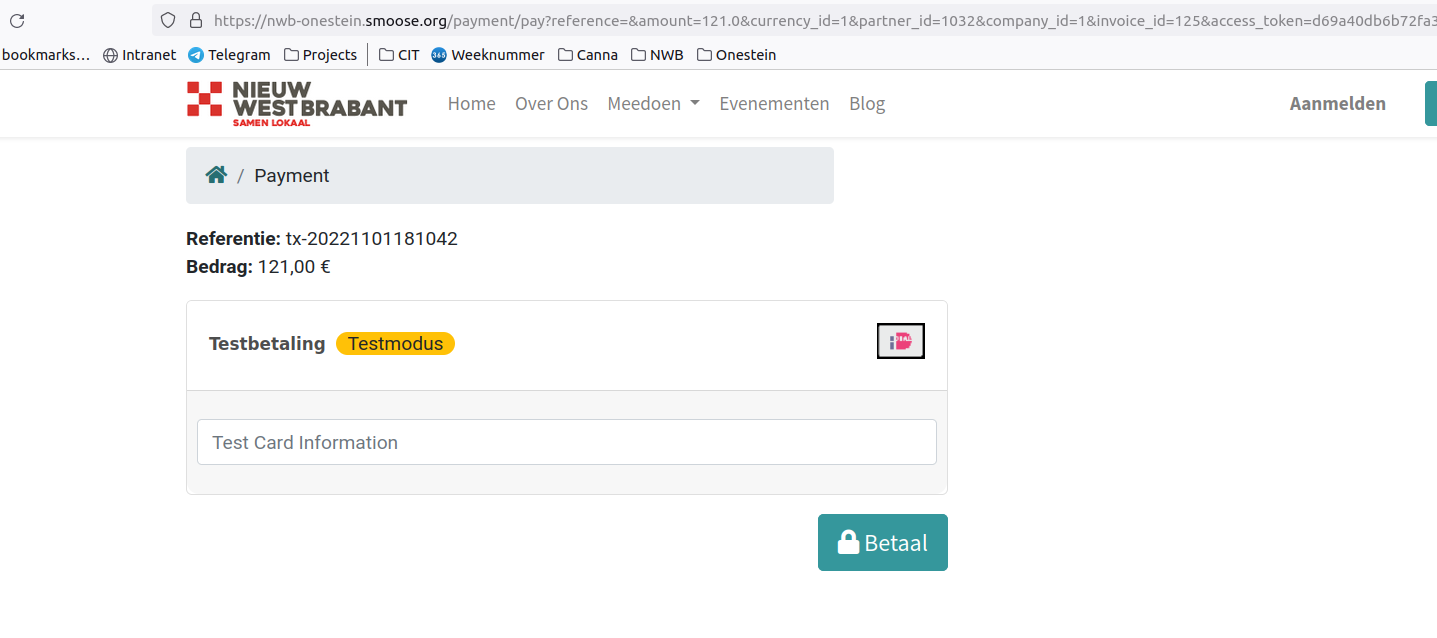 https://nwb-onestein.smoose.org/payment/pay?reference=&amount=121.0&currency_id=1&partner_id=1032&company_id=1&invoice_id=125&access_token=d69a40db6b72fa3
bookmarks… Intranet Telegram Projects CIT 365 Weeknummer Canna NWB Onestein
NIEUW
WEST BRABANT
SAMEN LOKAAL
Home Over Ons Meedoen Evenementen Blog Aanmelden
/ Payment
Referentie: tx-20221101181042
Bedrag: 121,00 €
Testbetaling Testmodus iDEAL
Test Card Information
Betaal